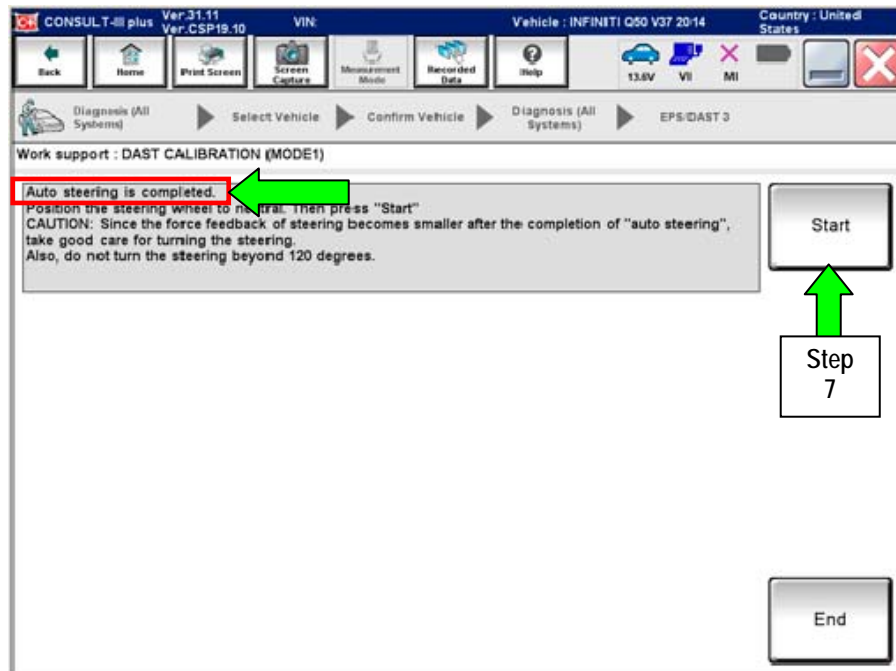 CONSULT-III plus Ver.31.11 Ver.CSP19.10 VIN: Vehicle : INFINITI Q50 V37 2014 Country : United States
Back Home Print Screen Screen Capture Measurement Mode Recorded Data Help 13.6V VII MI
Diagnosis (All Systems) Select Vehicle Confirm Vehicle Diagnosis (All Systems) EPS/DAST 3
Work support : DAST CALIBRATION (MODE1)
Auto steering is completed.
Position the steering wheel to neutral. Then press "Start"
CAUTION: Since the force feedback of steering becomes smaller after the completion of "auto steering",
take good care for turning the steering.
Also, do not turn the steering beyond 120 degrees.
Start
Step
7
End